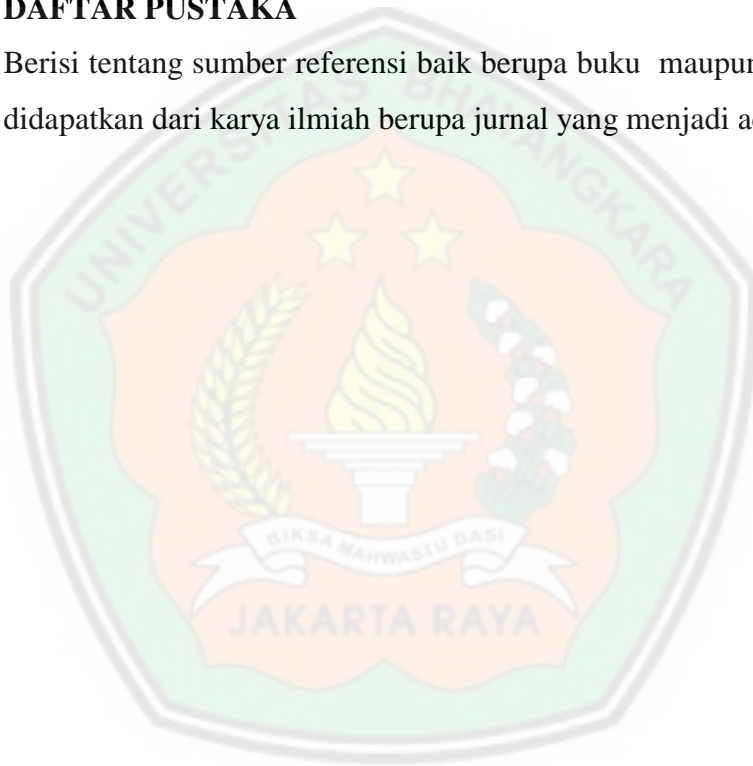 DAFTAR PUSTAKA
Berisi tentang sumber referensi baik berupa buku maupun
didapatkan dari karya ilmiah berupa jurnal yang menjadi
UNIVERSITAS BHAYANGKARA
BIKSA MAHWASTU DASI
JAKARTA RAYA